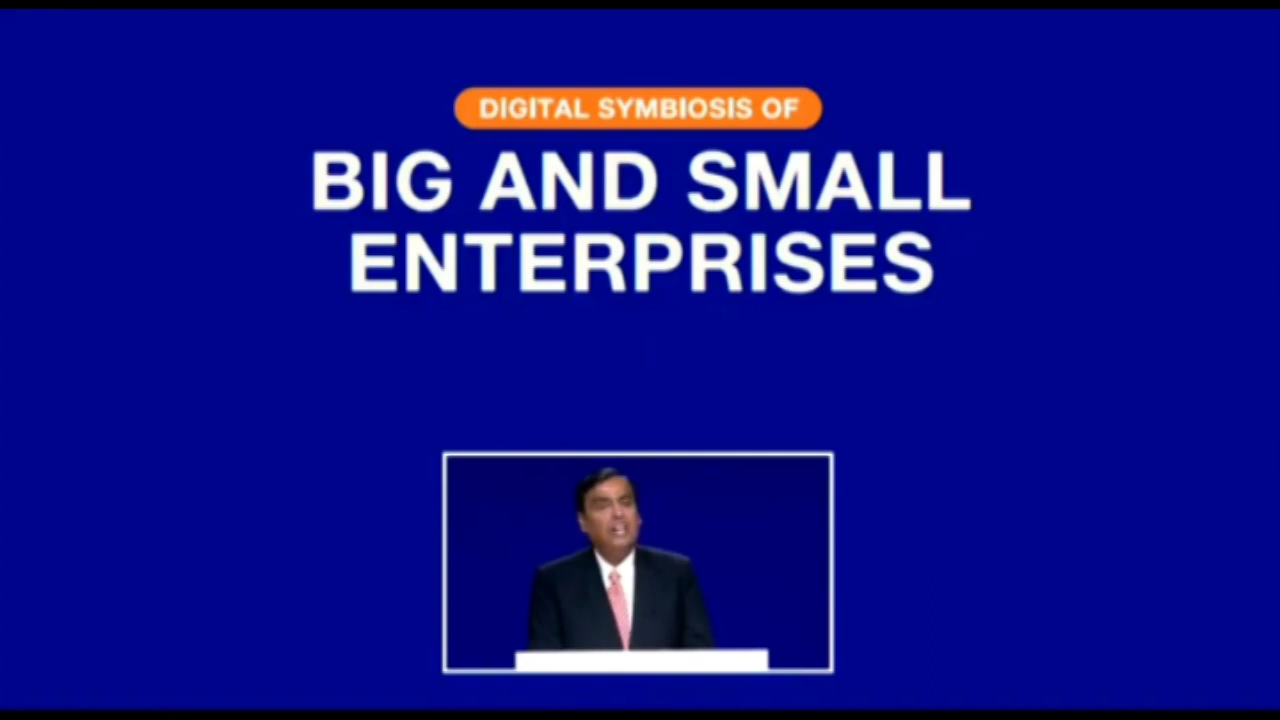 DIGITAL SYMBIOSIS OF
BIG AND SMALL
ENTERPRISES